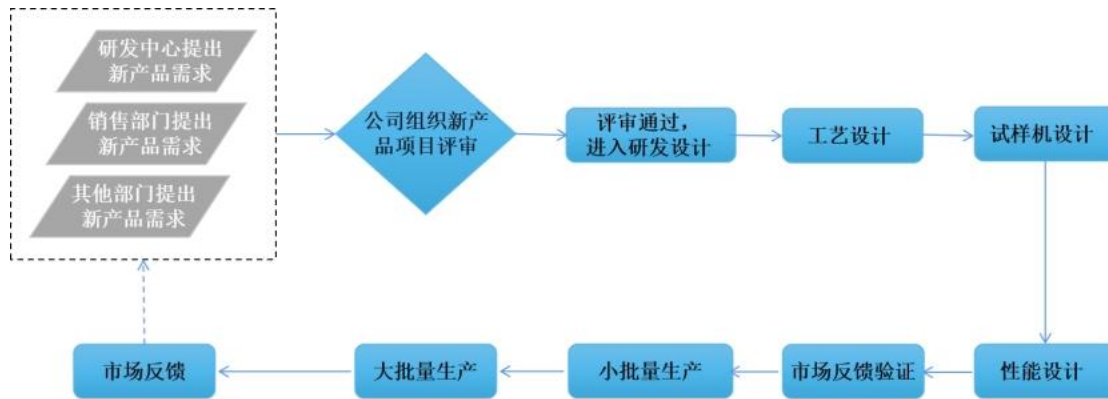 研发中心提出
新产品需求
销售部门提出
新产品需求
其他部门提出
新产品需求
公司组织新产
品项目评审
评审通过，
进入研发设计
工艺设计
试样机设计
性能设计
市场反馈验证
小批量生产
大批量生产
市场反馈